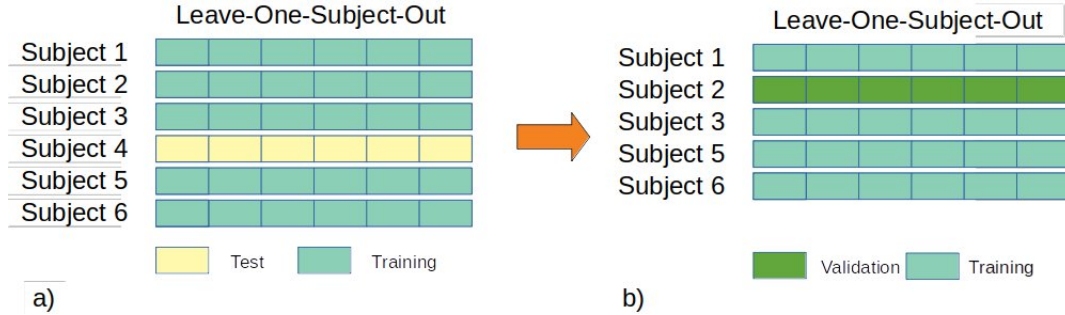 Leave-One-Subject-Out
Subject 1
Subject 2
Subject 3
Subject 4
Subject 5
Subject 6
Test
Training
a)
Leave-One-Subject-Out
Subject 1
Subject 2
Subject 3
Subject 5
Subject 6
Validation
Training
b)